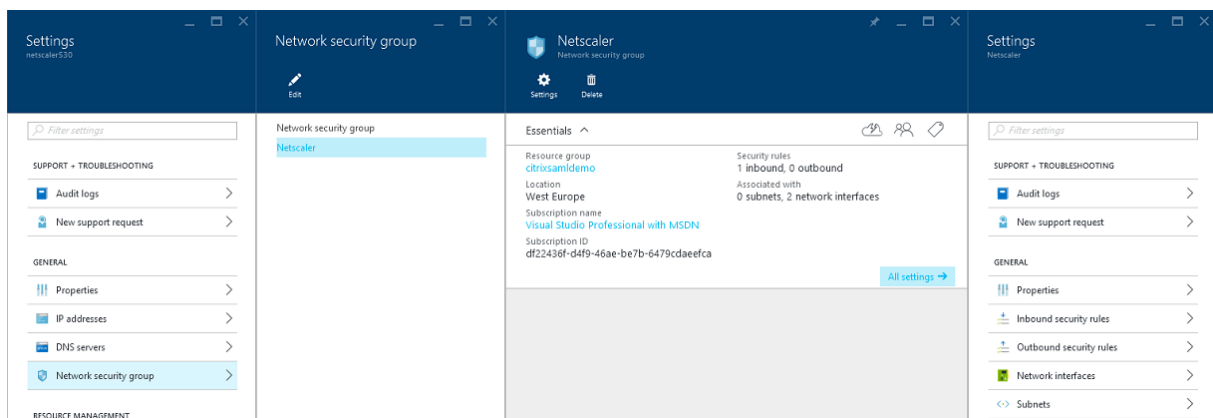 Settings
netscaler530
Filter settings
SUPPORT + TROUBLESHOOTING
Audit logs
New support request
GENERAL
Properties
IP addresses
DNS servers
Network security group
RESOURCE MANAGEMENT
Network security group
Edit
Network security group
Netscaler
Netscaler
Network security group
Settings
Delete
Essentials
Resource group
citrixsamldemo
Location
West Europe
Subscription name
Visual Studio Professional with MSDN
Subscription ID
df22436f-d4f9-46ae-be7b-6479cdaeefca
Security rules
1 inbound, 0 outbound
Associated with
0 subnets, 2 network interfaces
All settings
Settings
Netscaler
Filter settings
SUPPORT + TROUBLESHOOTING
Audit logs
New support request
GENERAL
Properties
Inbound security rules
Outbound security rules
Network interfaces
Subnets